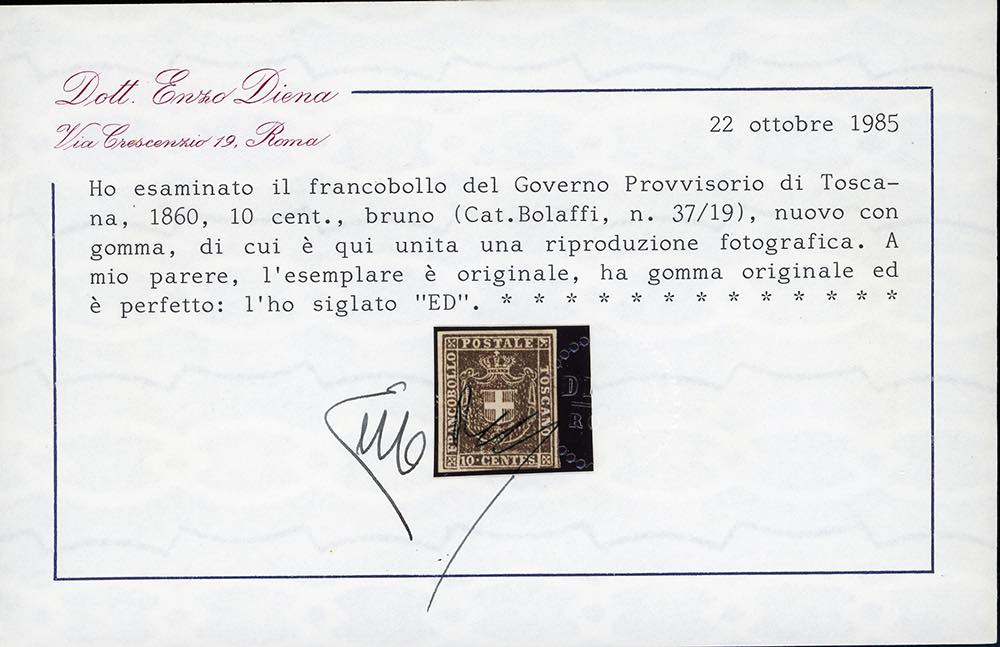 Dott. Enzo Diena
Via Crescenzio 19, Roma
22 ottobre 1985
Ho esaminato il francobollo del Governo Provvisorio di Tosca-
na, 1860, 10 cent., bruno (Cat.Bolaffi, n. 37/19), nuovo con
gomma, di cui è qui unita una riproduzione fotografica. A
mio parere, l'esemplare è originale, ha gomma originale ed
è perfetto: l'ho siglato "ED". * * * * * * * * * * * * *
FRANCOBOLLO
POSTALE
TOSCANO
10·CENTES